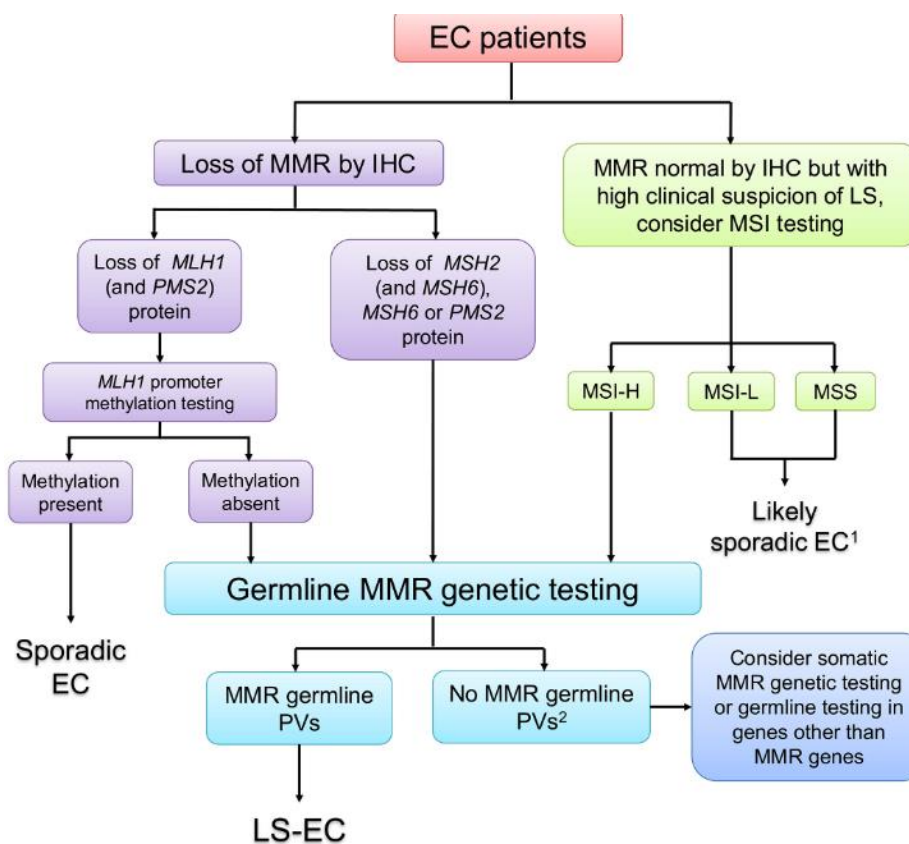 EC patients
Loss of MMR by IHC
MMR normal by IHC but with
high clinical suspicion of LS,
consider MSI testing
Loss of MLH1
(and PMS2)
protein
Loss of MSH2
(and MSH6),
MSH6 or PMS2
protein
MLH1 promoter
methylation testing
MSI-H
MSI-L
MSS
Methylation
present
Methylation
absent
Likely
sporadic EC¹
Germline MMR genetic testing
Sporadic
EC
MMR germline
PVs
No MMR germline
PVs²
Consider somatic
MMR genetic testing
or germline testing in
genes other than
MMR genes
LS-EC